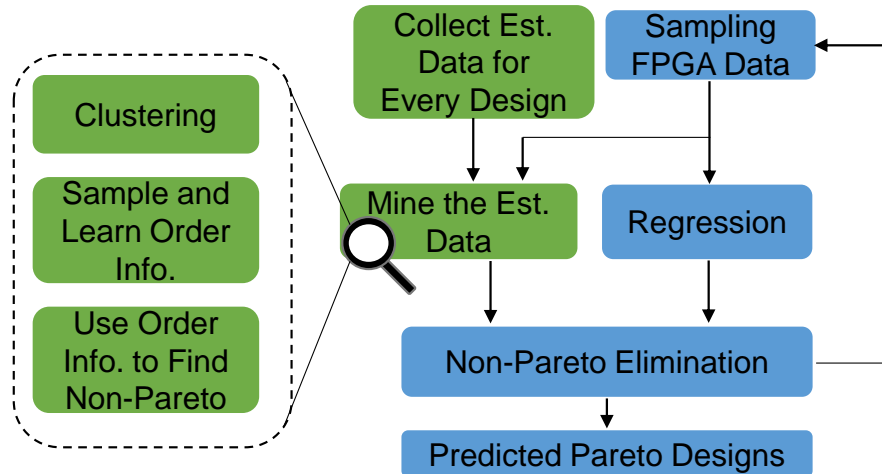 Clustering
Sample and
Learn Order
Info.
Use Order
Info. to Find
Non-Pareto
Collect Est.
Data for
Every Design
Sampling
FPGA Data
Mine the Est.
Data
Regression
Non-Pareto Elimination
Predicted Pareto Designs